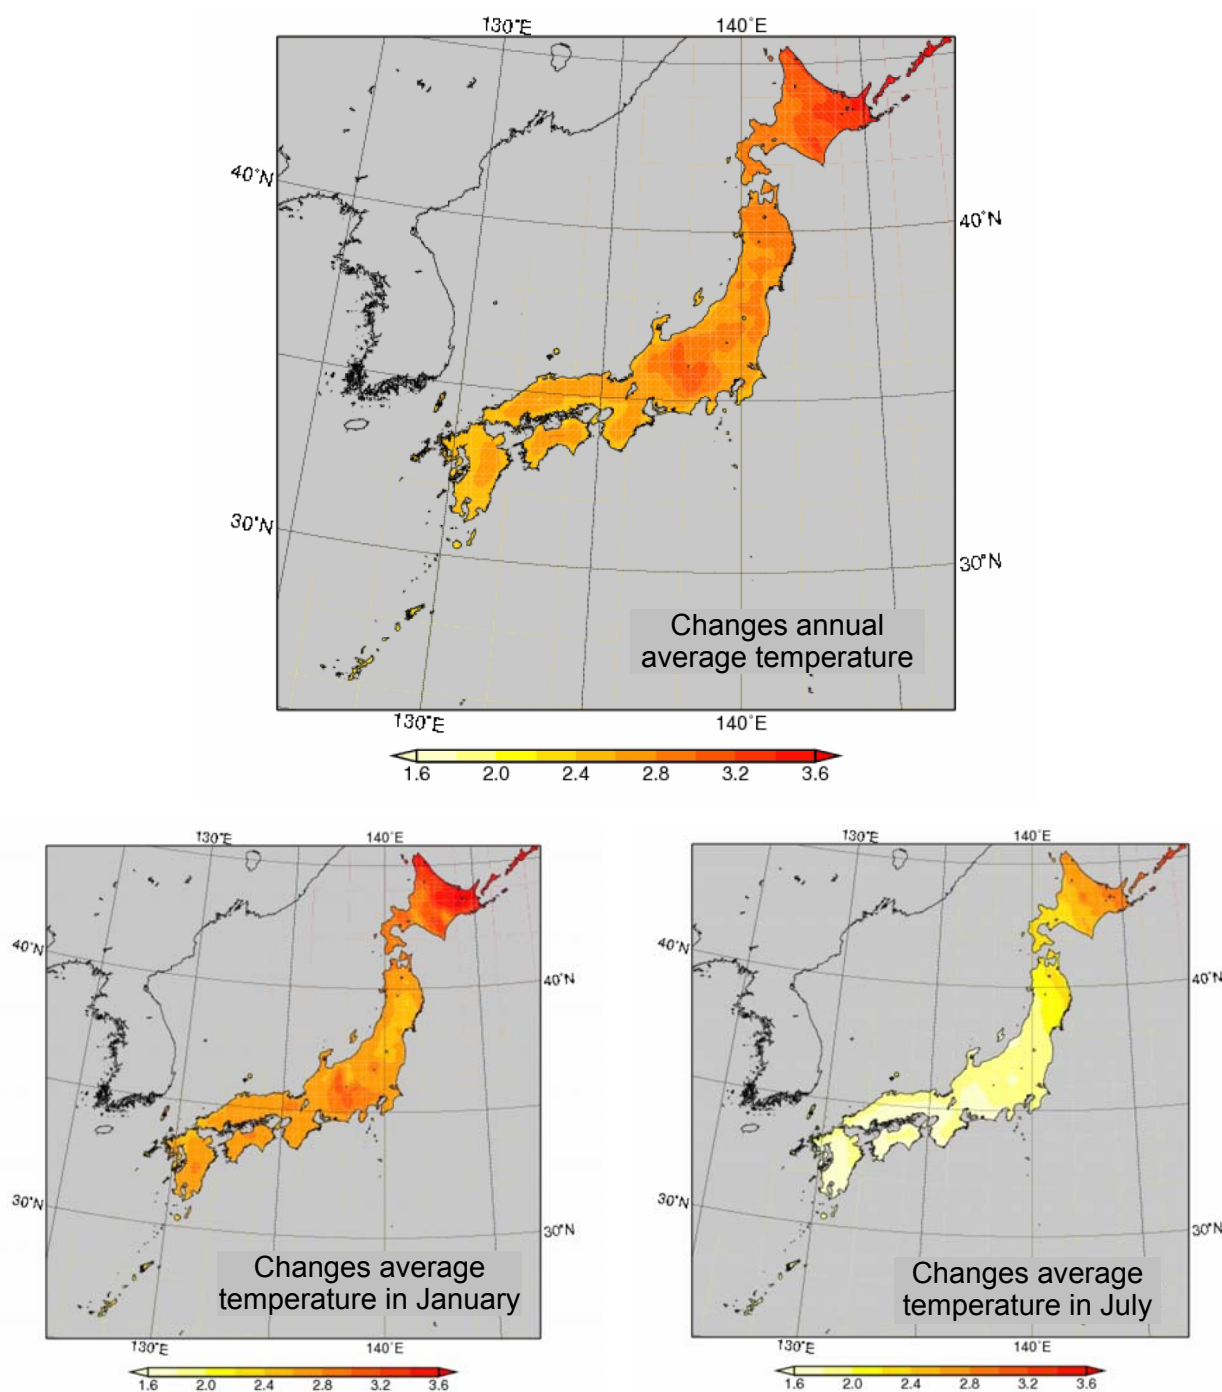 130°E 140°E
40°N
40°N
30°N
30°N
Changes annual
average temperature
130°E 140°E
1.6 2.0 2.4 2.8 3.2 3.6
130°E 140°E
40°N
40°N
30°N
30°N
Changes average
temperature in January
130°E 140°E
1.6 2.0 2.4 2.8 3.2 3.6
130°E 140°E
40°N
40°N
30°N
30°N
Changes average
temperature in July
130°E 140°E
1.6 2.0 2.4 2.8 3.2 3.6